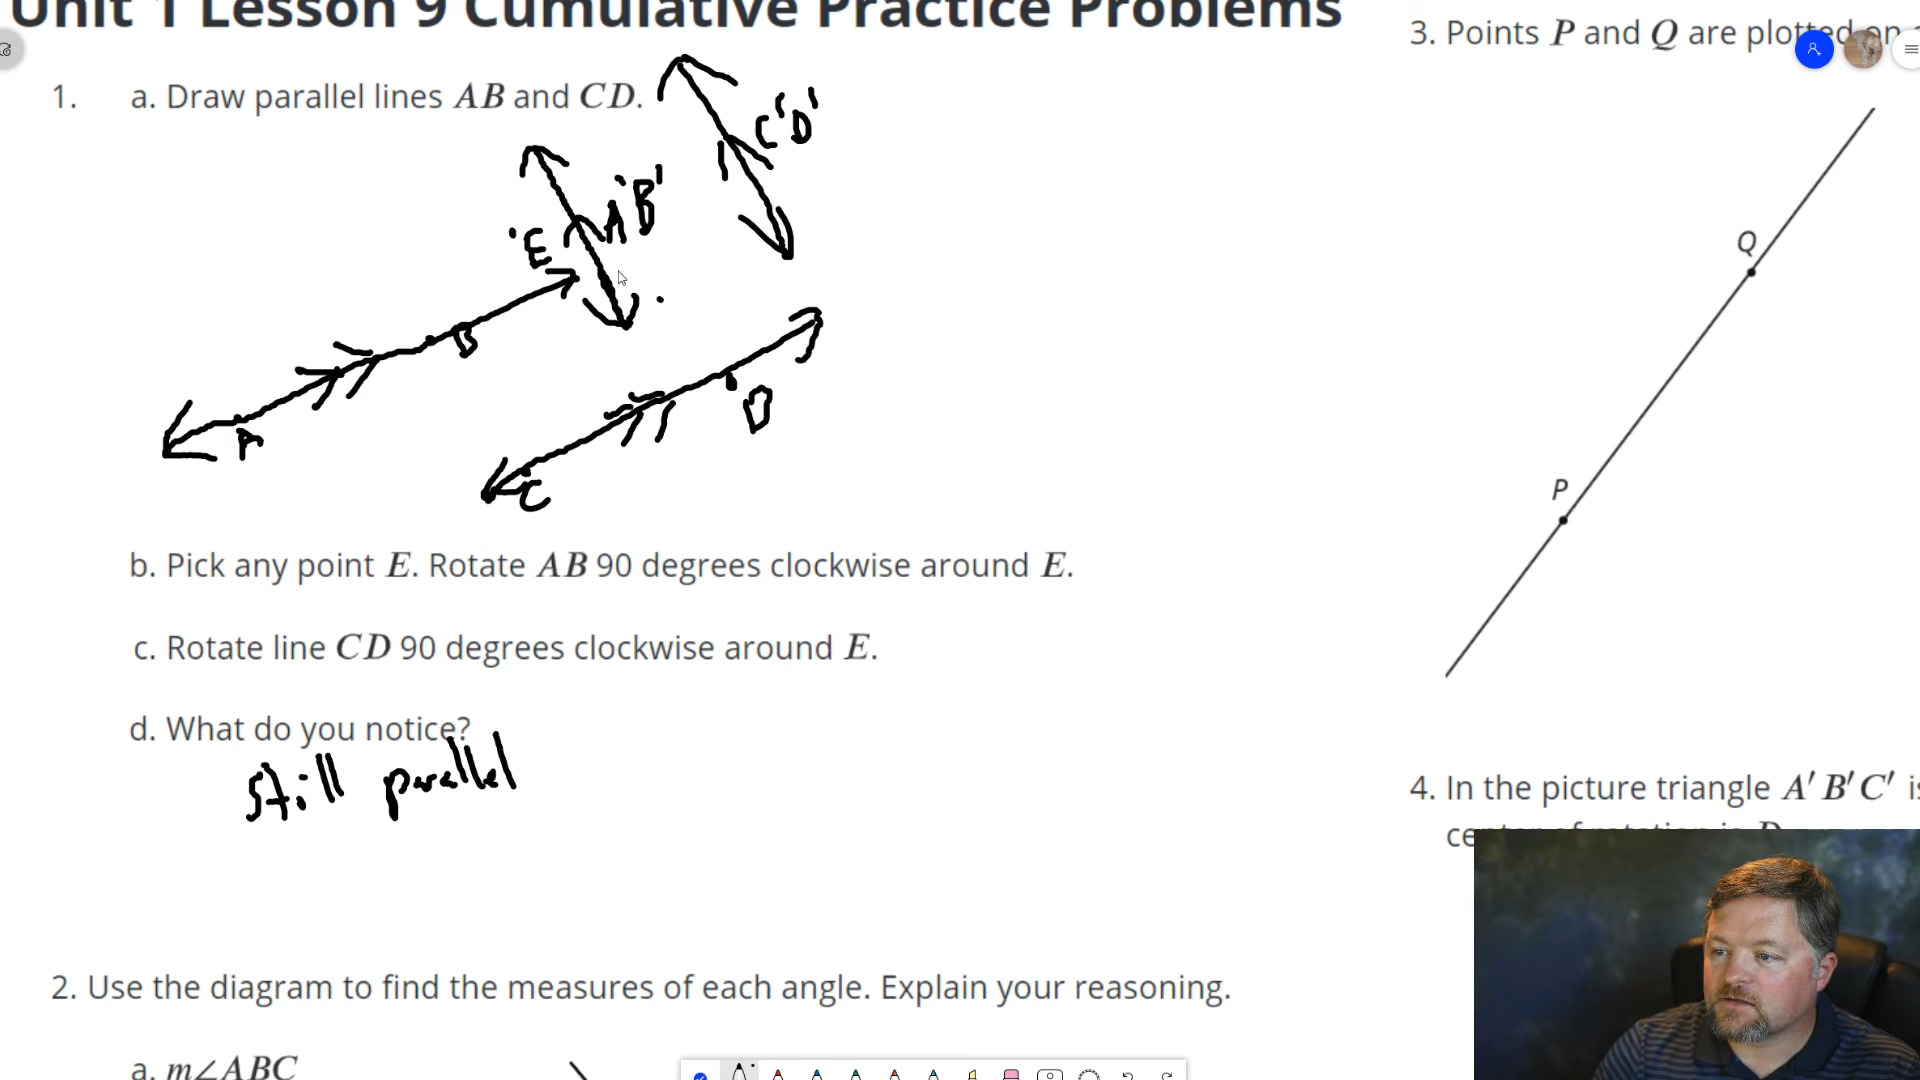 Unit 1 Lesson 9 Cumulative Practice Problems
1. a. Draw parallel lines AB and CD.
C'D'
A'B'
E
B
A
D
C
b. Pick any point E. Rotate AB 90 degrees clockwise around E.
c. Rotate line CD 90 degrees clockwise around E.
d. What do you notice?
still parallel
2. Use the diagram to find the measures of each angle. Explain your reasoning.
a. m∠ABC
3. Points P and Q are plotted on
Q
P
4. In the picture triangle A′ B′ C′